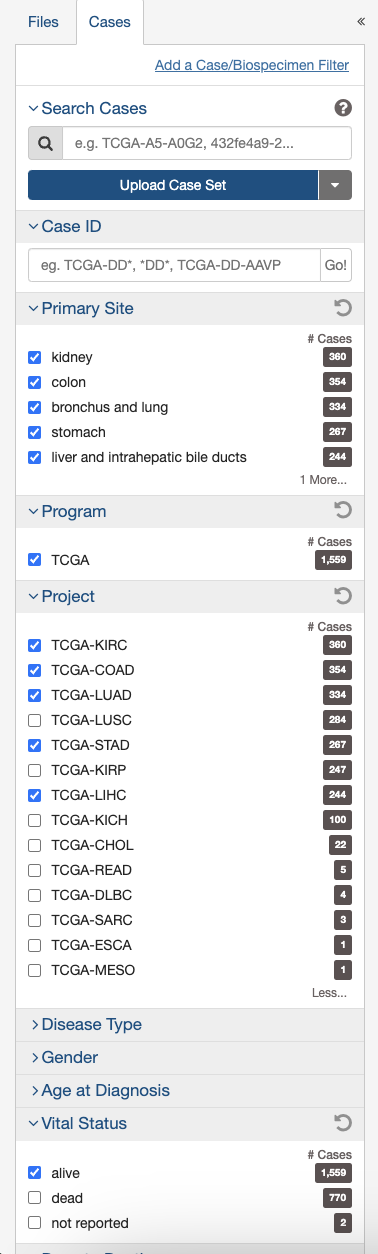 Files Cases «
Add a Case/Biospecimen Filter
Search Cases ?
e.g. TCGA-A5-A0G2, 432fe4a9-2...
Upload Case Set
Case ID
eg. TCGA-DD*, *DD*, TCGA-DD-AAVP Go!
Primary Site
# Cases
kidney 360
colon 354
bronchus and lung 334
stomach 267
liver and intrahepatic bile ducts 244
1 More...
Program
# Cases
TCGA 1,559
Project
# Cases
TCGA-KIRC 360
TCGA-COAD 354
TCGA-LUAD 334
TCGA-LUSC 284
TCGA-STAD 267
TCGA-KIRP 247
TCGA-LIHC 244
TCGA-KICH 100
TCGA-CHOL 22
TCGA-READ 5
TCGA-DLBC 4
TCGA-SARC 3
TCGA-ESCA 1
TCGA-MESO 1
Less...
Disease Type
Gender
Age at Diagnosis
Vital Status
# Cases
alive 1,559
dead 770
not reported 2